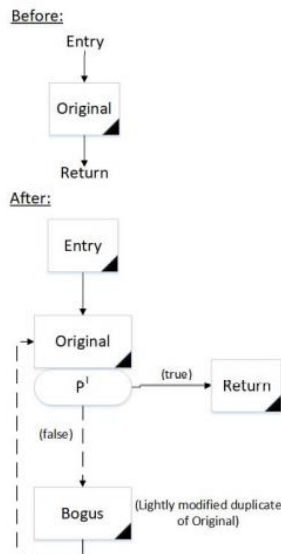 Before:
Entry
Original
Return
After:
Entry
Original
P^I
(true)
Return
(false)
Bogus
(Lightly modified duplicate
of Original)